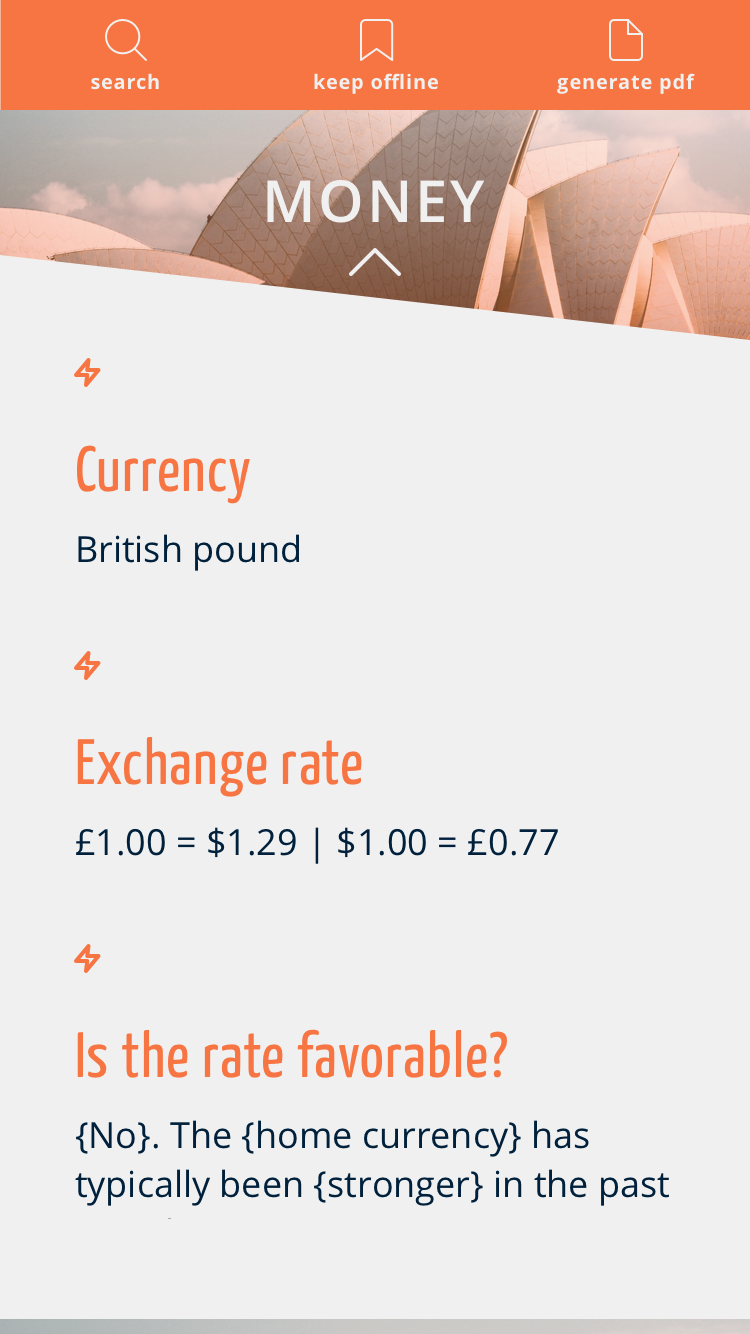 search
keep offline
generate pdf
MONEY
Currency
British pound
Exchange rate
£1.00 = $1.29 | $1.00 = £0.77
Is the rate favorable?
{No}. The {home currency} has
typically been {stronger} in the past